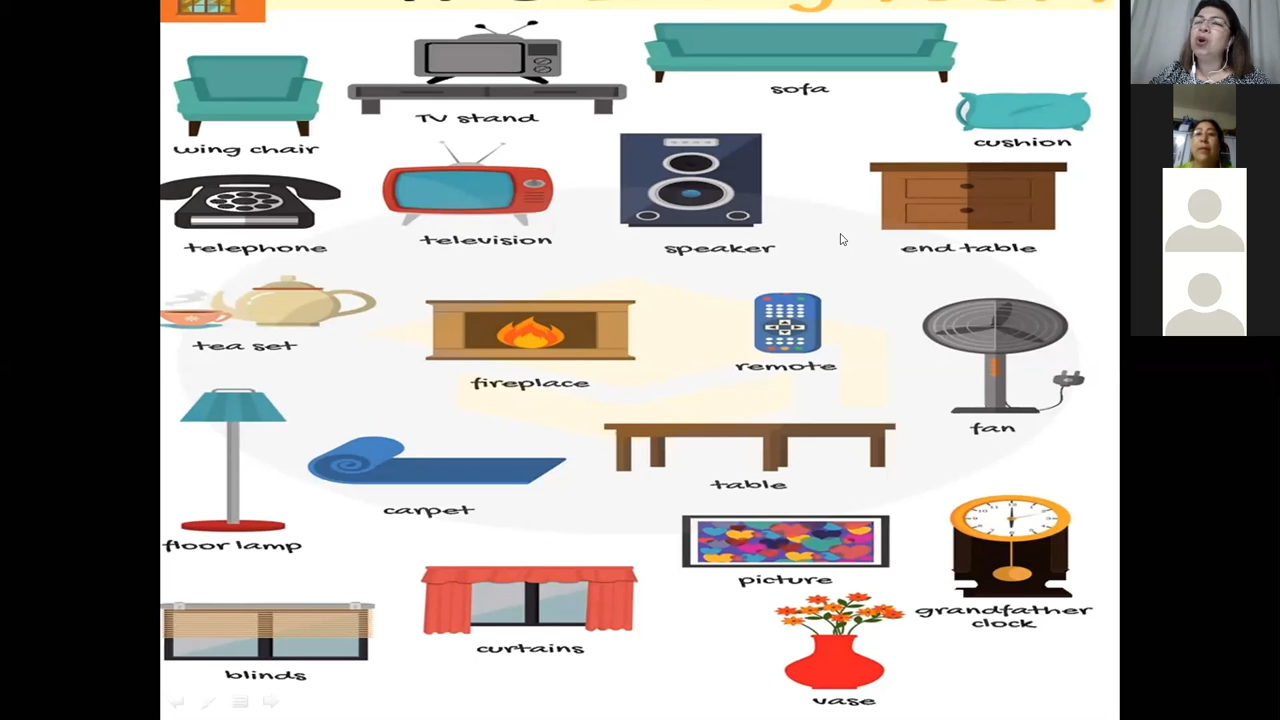 sofa
TV stand
cushion
wing chair
television
telephone
speaker
end table
tea set
remote
fireplace
fan
table
carpet
floor lamp
picture
grandfather
clock
curtains
blinds
vase